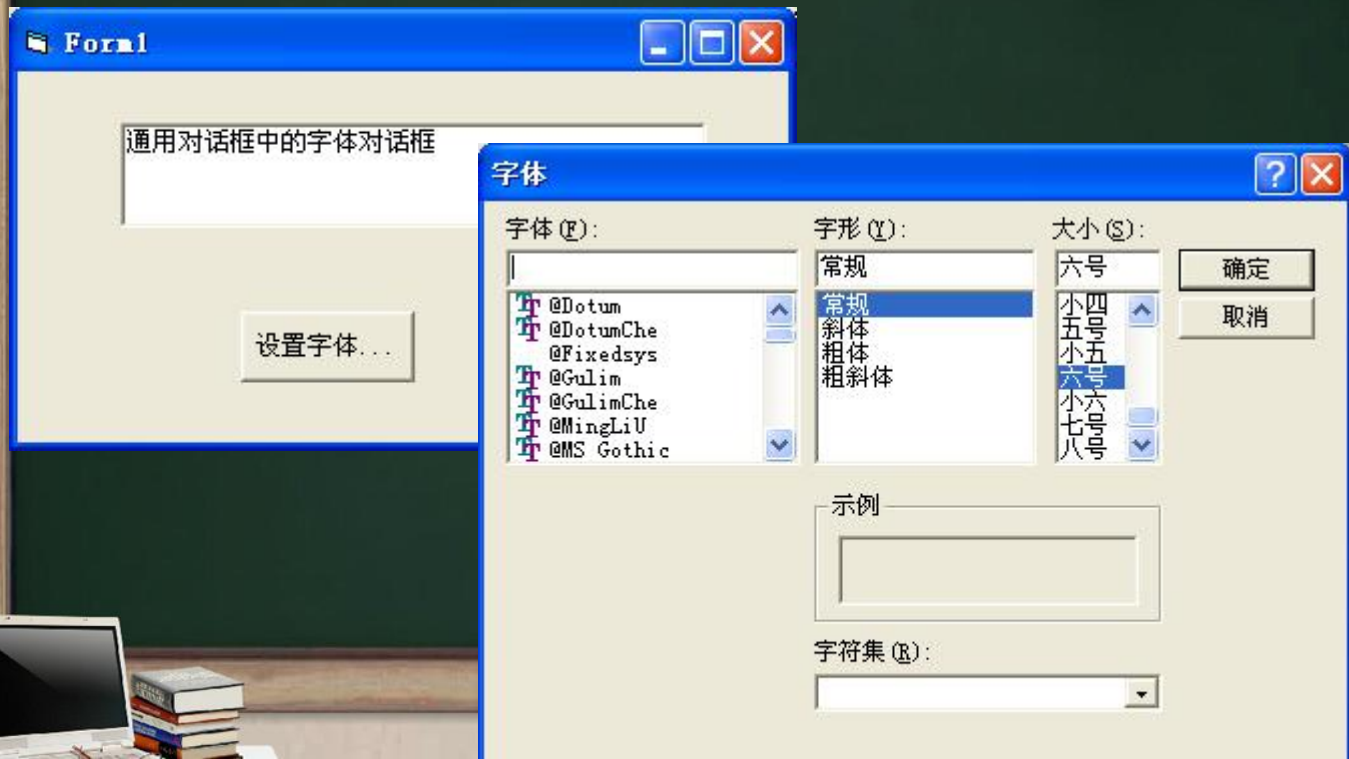 Form1
通用对话框中的字体对话框
设置字体...
字体
字体(F):
字形(Y):
大小(S):
常规
六号
确定
取消
@Dotum
@DotumChe
@Fixedsys
@Gulim
@GulimChe
@MingLiU
@MS Gothic
常规
斜体
粗体
粗斜体
小四
五号
小五
六号
小六
七号
八号
示例
字符集(R):